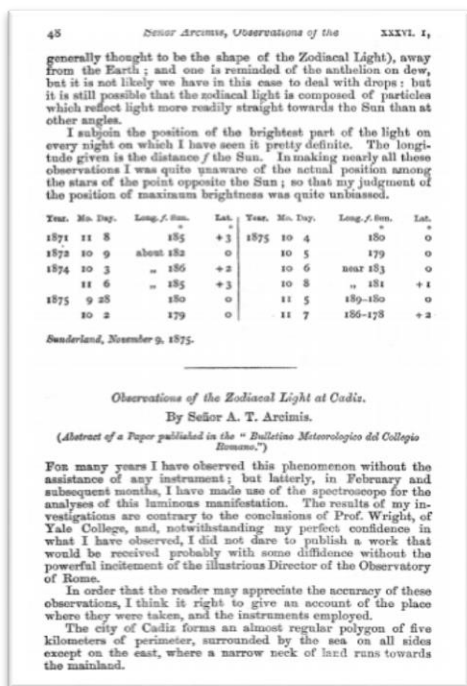 48 Señor Arcimis, Observations of the XXXVI. 1,
generally thought to be the shape of the Zodiacal Light), away
from the Earth; and one is reminded of the anthelion on dew,
but it is not likely we have in this case to deal with drops: but
it is still possible that the zodiacal light is composed of particles
which reflect light more readily straight towards the Sun than at
other angles.
I subjoin the position of the brightest part of the light on
every night on which I have seen it pretty definite. The longi-
tude given is the distance f the Sun. In making nearly all these
observations I was quite unaware of the actual position among
the stars of the point opposite the Sun; so that my judgment of
the position of maximum brightness was quite unbiassed.
Year. Mo. Day. Long. f. Sun. Lat. Year. Mo. Day. Long. f. Sun. Lat.
° ° ° °
1871 11 8 185 +3 1875 10 4 180 0
1872 10 9 about 182 0 10 5 179 0
1874 10 3 „ 186 +2 10 6 near 183 0
11 6 „ 185 +3 10 8 „ 181 +1
1875 9 28 180 0 11 5 189-180 0
10 2 179 0 11 7 186-178 +2
Sunderland, November 9, 1875.
Observations of the Zodiacal Light at Cadiz.
By Señor A. T. Arcimis.
(Abstract of a Paper published in the "Bulletino Meteorologico del Collegio
Romano.")
For many years I have observed this phenomenon without the
assistance of any instrument; but latterly, in February and
subsequent months, I have made use of the spectroscope for the
analyses of this luminous manifestation. The results of my in-
vestigations are contrary to the conclusions of Prof. Wright, of
Yale College, and, notwithstanding my perfect confidence in
what I have observed, I did not dare to publish a work that
would be received probably with some diffidence without the
powerful incitement of the illustrious Director of the Observatory
of Rome.
In order that the reader may appreciate the accuracy of these
observations, I think it right to give an account of the place
where they were taken, and the instruments employed.
The city of Cadiz forms an almost regular polygon of five
kilometers of perimeter, surrounded by the sea on all sides
except on the east, where a narrow neck of land runs towards
the mainland.